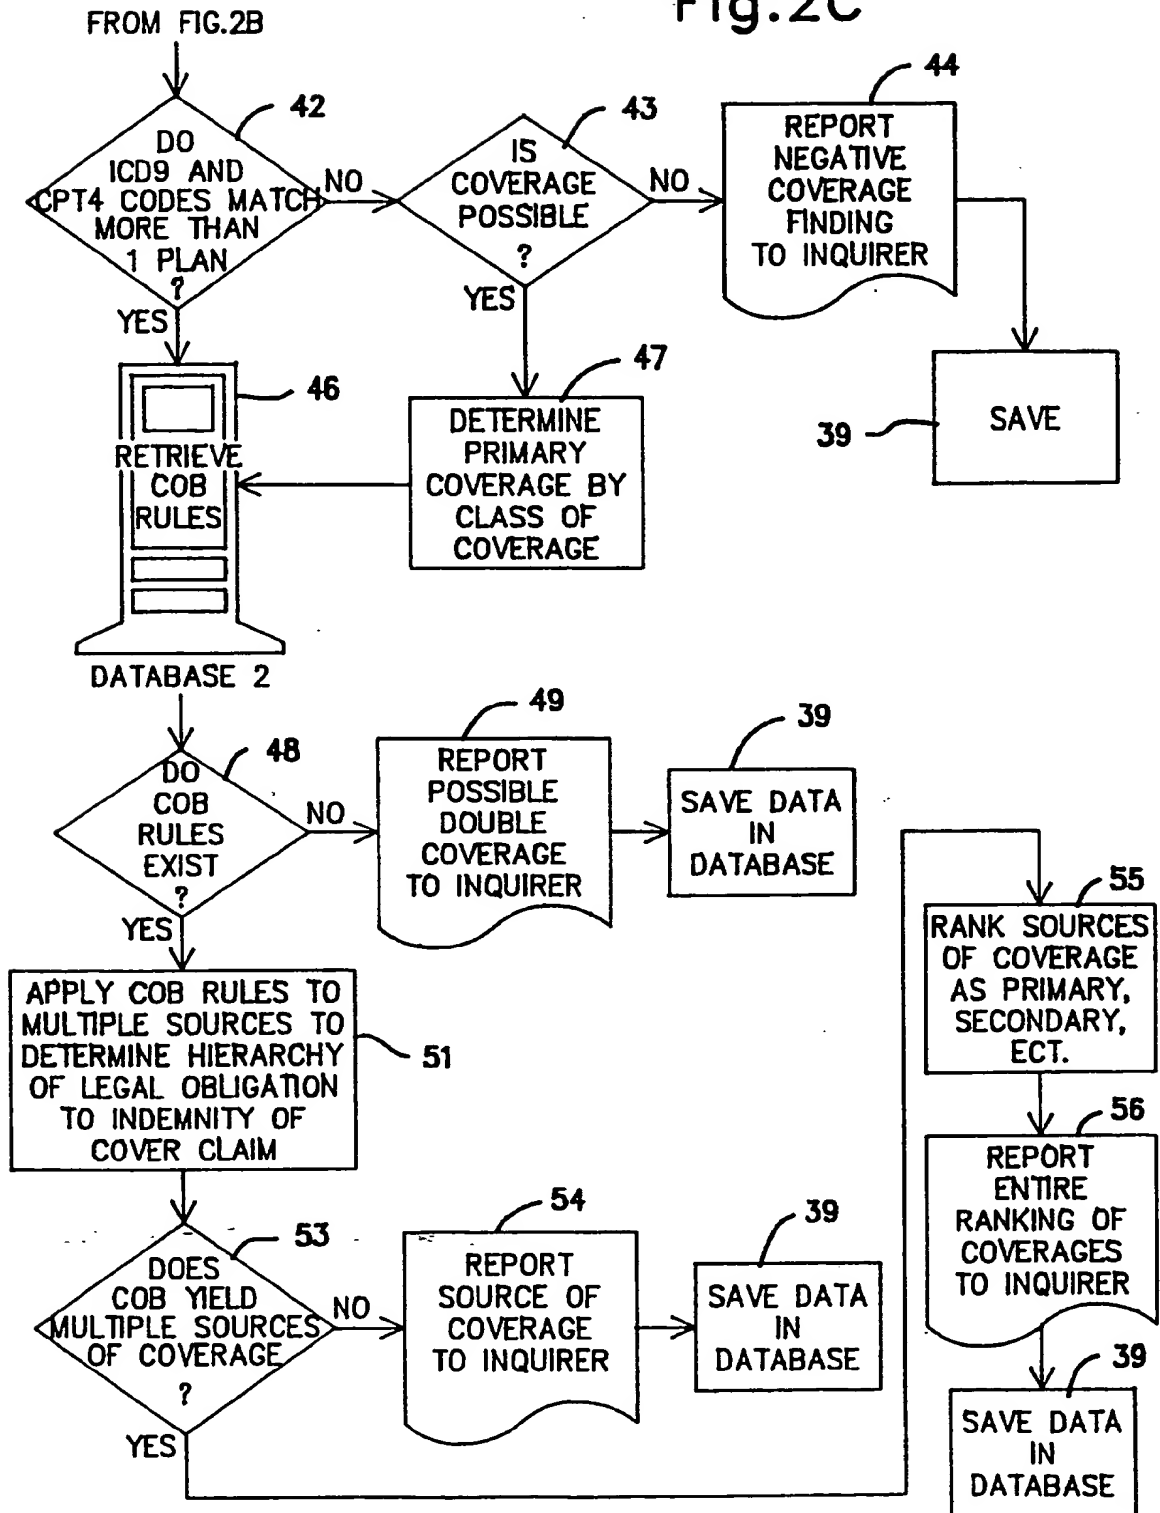 Fig.2C
FROM FIG.2B
42
DO
ICD9 AND
CPT4 CODES MATCH
MORE THAN
1 PLAN
?
NO
YES
43
IS
COVERAGE
POSSIBLE
?
NO
YES
44
REPORT
NEGATIVE
COVERAGE
FINDING
TO INQUIRER
39
SAVE
46
RETRIEVE
COB
RULES
DATABASE 2
47
DETERMINE
PRIMARY
COVERAGE BY
CLASS OF
COVERAGE
48
DO
COB
RULES
EXIST
?
NO
YES
49
REPORT
POSSIBLE
DOUBLE
COVERAGE
TO INQUIRER
39
SAVE DATA
IN
DATABASE
APPLY COB RULES TO
MULTIPLE SOURCES TO
DETERMINE HIERARCHY
OF LEGAL OBLIGATION
TO INDEMNITY OF
COVER CLAIM
51
53
DOES
COB YIELD
MULTIPLE SOURCES
OF COVERAGE
?
NO
YES
54
REPORT
SOURCE OF
COVERAGE
TO INQUIRER
39
SAVE DATA
IN
DATABASE
55
RANK SOURCES
OF COVERAGE
AS PRIMARY,
SECONDARY,
ECT.
56
REPORT
ENTIRE
RANKING OF
COVERAGES
TO INQUIRER
39
SAVE DATA
IN
DATABASE